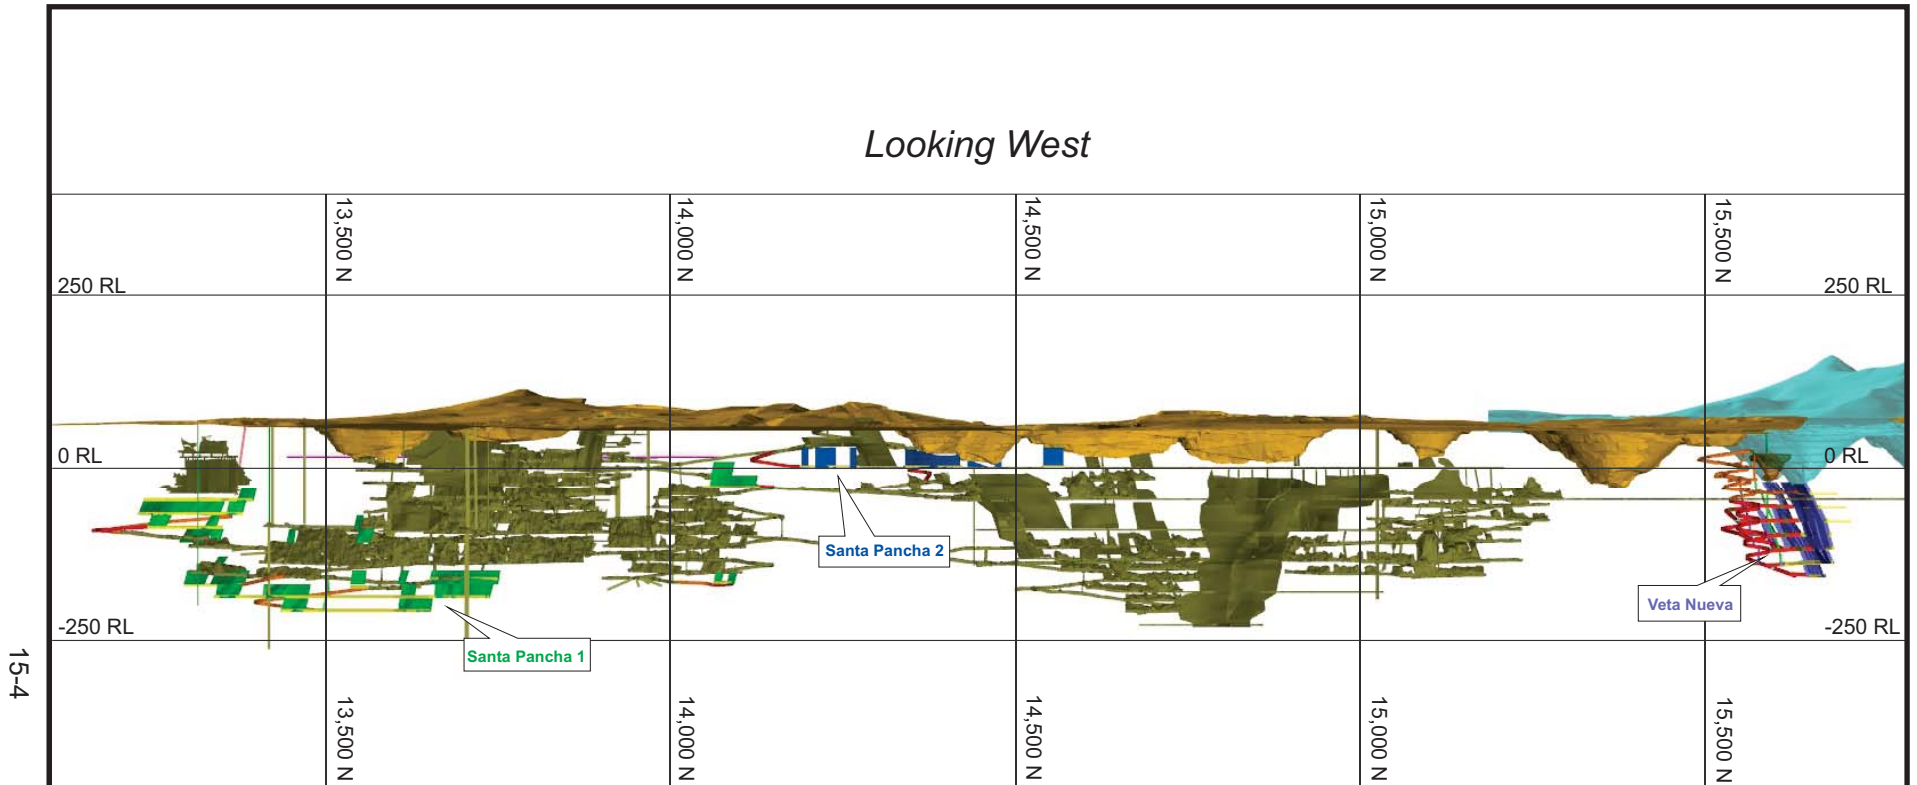 Looking West
13,500 N
14,000 N
14,500 N
15,000 N
15,500 N
250 RL
250 RL
0 RL
0 RL
Santa Pancha 2
Veta Nueva
-250 RL
-250 RL
Santa Pancha 1
15-4
13,500 N
14,000 N
14,500 N
15,000 N
15,500 N